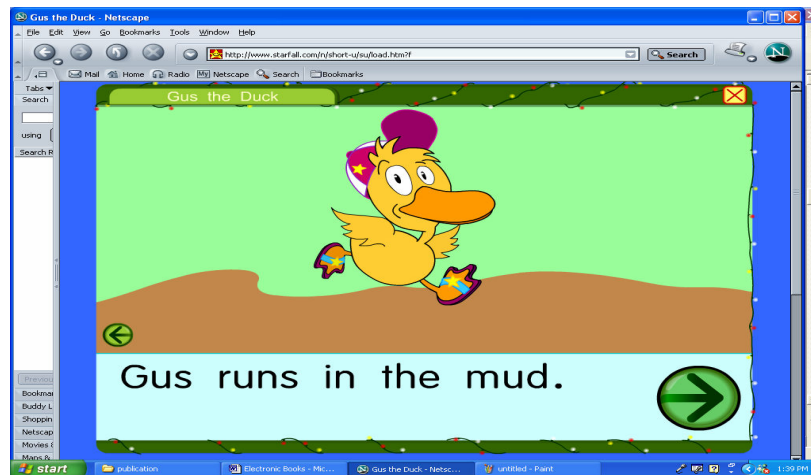 Gus the Duck - Netscape
File Edit View Go Bookmarks Tools Window Help
http://www.starfall.com/n/short-u/su/load.htm?f
Search
N
Mail Home Radio My Netscape Search Bookmarks
Tabs
Search
using
Search R
Gus the Duck
Gus runs in the mud.
Previou
Bookmar
Buddy L
Shoppin
Netscap
Movies &
Maps &
start
publication
Electronic Books - Mic...
Gus the Duck - Netsc...
untitled - Paint
1:39 PM